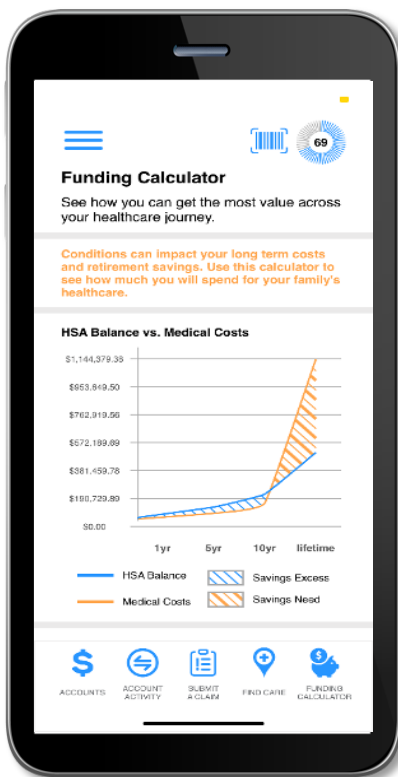 69
Funding Calculator
See how you can get the most value across
your healthcare journey.
Conditions can impact your long term costs
and retirement savings. Use this calculator to
see how much you will spend for your family's
healthcare.
HSA Balance vs. Medical Costs
$1,144,379.38
$953,649.50
$762,919.56
$572,189.69
$381,459.78
$190,729.89
$0.00
1yr 5yr 10yr lifetime
HSA Balance Savings Excess
Medical Costs Savings Need
ACCOUNTS ACCOUNT ACTIVITY SUBMIT A CLAIM FIND CARE FUNDING CALCULATOR